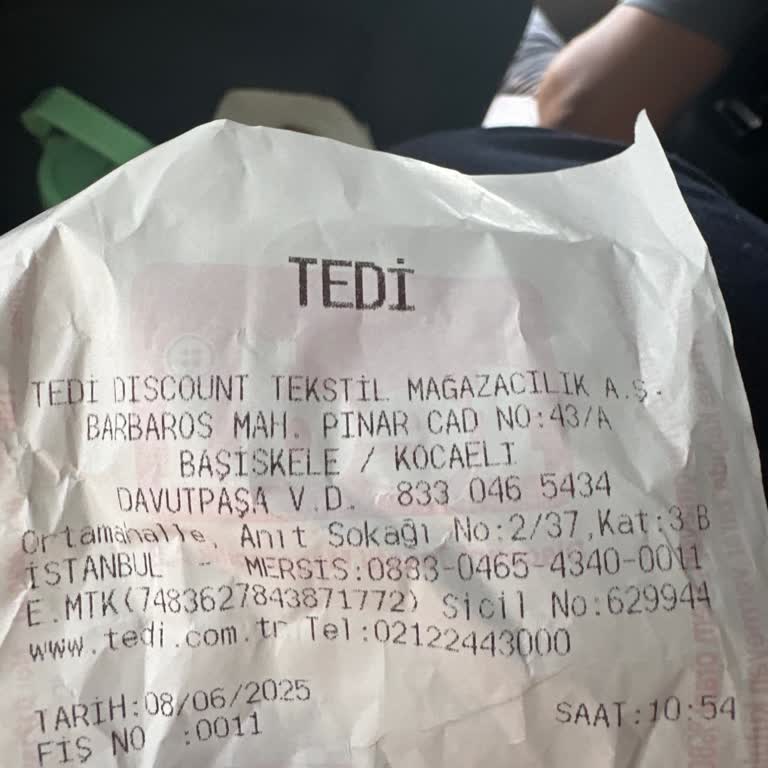 TEDİ
TEDİ DISCOUNT TEKSTİL MAĞAZACILIK A.Ş.
BARBAROS MAH. PINAR CAD NO:43/A
BAŞİSKELE / KOCAELİ
DAVUTPAŞA V.D. 833 046 5434
Ortamahalle, Anıt Sokağı No:2/37,Kat:3 B
İSTANBUL - MERSİS:0833-0465-4340-0011
E.MTK(7483627843871772) Sicil No:629944
www.tedi.com.tr Tel:02122443000
TARİH:08/06/2025 SAAT:10:54
FİŞ NO :0011